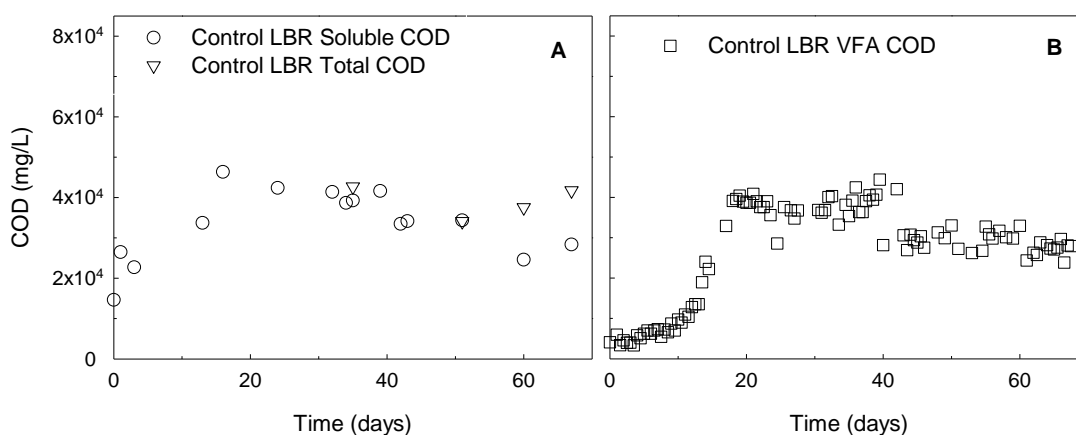 8x10⁴
6x10⁴
4x10⁴
2x10⁴
0
COD (mg/L)
Control LBR Soluble COD
Control LBR Total COD
A
0 20 40 60
Time (days)
Control LBR VFA COD
B
0 20 40 60
Time (days)